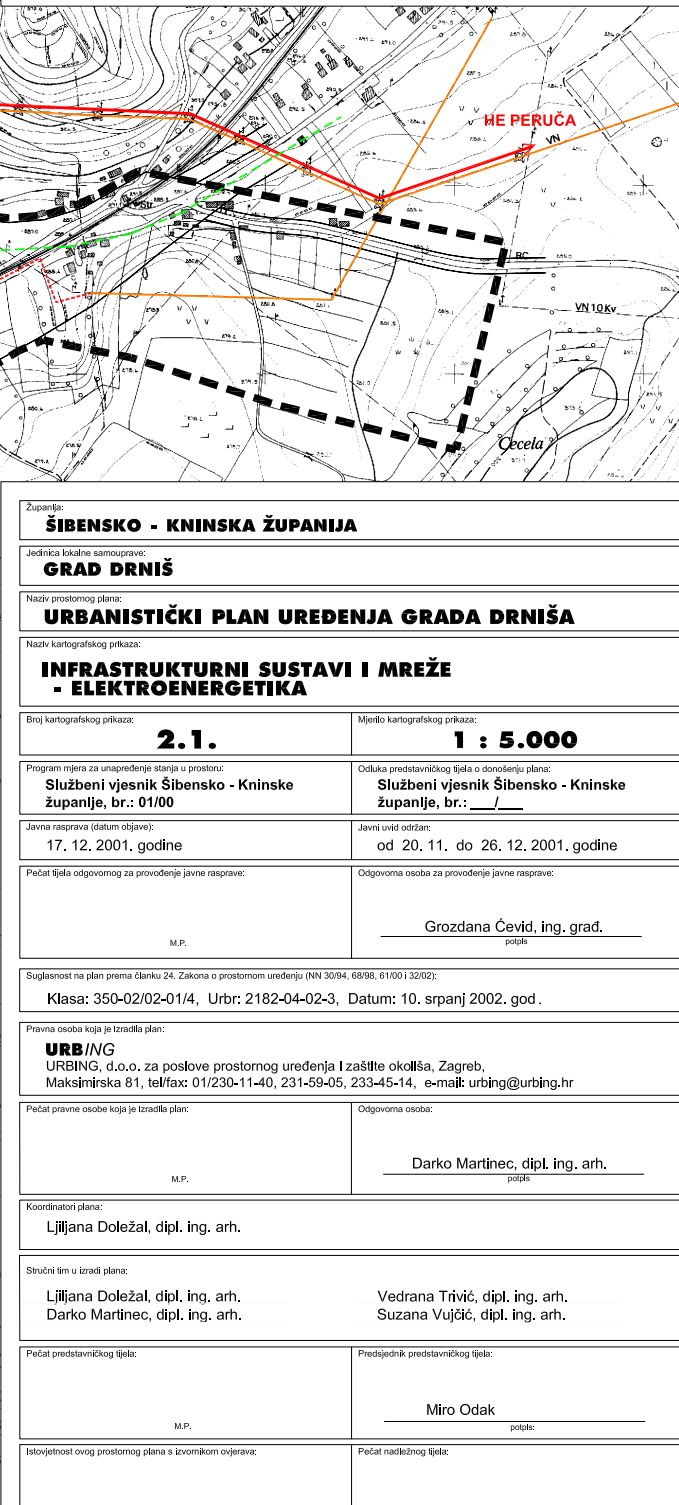 HE PERUČA
VN
Str.
RC
VN 10 Kv
Čecela
Županija:
ŠIBENSKO - KNINSKA ŽUPANIJA
Jedinica lokalne samouprave:
GRAD DRNIŠ
Naziv prostornog plana:
URBANISTIČKI PLAN UREĐENJA GRADA DRNIŠA
Naziv kartografskog prikaza:
INFRASTRUKTURNI SUSTAVI I MREŽE
- ELEKTROENERGETIKA
Broj kartografskog prikaza:
2.1.
Mjerilo kartografskog prikaza:
1 : 5.000
Program mjera za unapređenje stanja u prostoru:
Službeni vjesnik Šibensko - Kninske
županije, br.: 01/00
Odluka predstavničkog tijela o donošenju plana:
Službeni vjesnik Šibensko - Kninske
županije, br.: ___/___
Javna rasprava (datum objave):
17. 12. 2001. godine
Javni uvid održan:
od 20. 11. do 26. 12. 2001. godine
Pečat tijela odgovornog za provođenje javne rasprave:
M.P.
Odgovorna osoba za provođenje javne rasprave:
Grozdana Ćevid, ing. građ.
potpis
Suglasnost na plan prema članku 24. Zakona o prostornom uređenju (NN 30/94, 68/98, 61/00 i 32/02):
Klasa: 350-02/02-01/4, Urbr: 2182-04-02-3, Datum: 10. srpanj 2002. god.
Pravna osoba koja je izradila plan:
URBING
URBING, d.o.o. za poslove prostornog uređenja i zaštite okoliša, Zagreb,
Maksimirska 81, tel/fax: 01/230-11-40, 231-59-05, 233-45-14, e-mail: urbing@urbing.hr
Pečat pravne osobe koja je izradila plan:
M.P.
Odgovorna osoba:
Darko Martinec, dipl. ing. arh.
potpis
Koordinatori plana:
Ljiljana Doležal, dipl. ing. arh.
Stručni tim u izradi plana:
Ljiljana Doležal, dipl. ing. arh.
Darko Martinec, dipl. ing. arh.
Vedrana Trivić, dipl. ing. arh.
Suzana Vujčić, dipl. ing. arh.
Pečat predstavničkog tijela:
M.P.
Predsjednik predstavničkog tijela:
Miro Odak
potpis:
Istovjetnost ovog prostornog plana s izvornikom ovjerava:
Pečat nadležnog tijela: